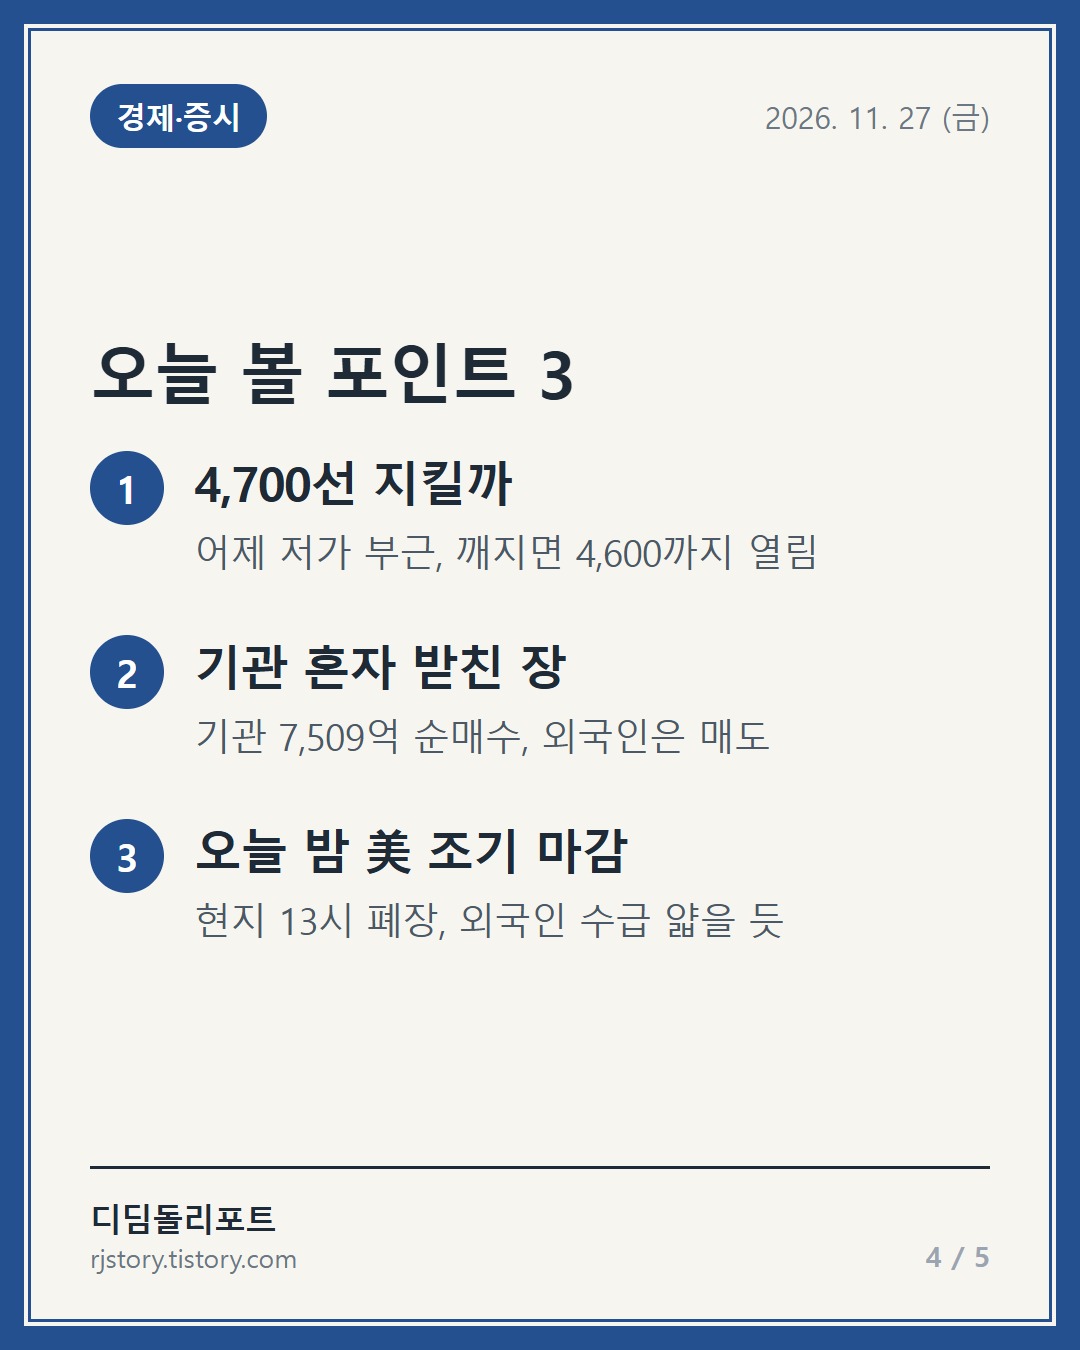 경제·증시
2026. 11. 27 (금)
오늘 볼 포인트 3
1
4,700선 지킬까
어제 저가 부근, 깨지면 4,600까지 열림
2
기관 혼자 받친 장
기관 7,509억 순매수, 외국인은 매도
3
오늘 밤 美 조기 마감
현지 13시 폐장, 외국인 수급 얇을 듯
디딤돌리포트
rjstory.tistory.com
4 / 5